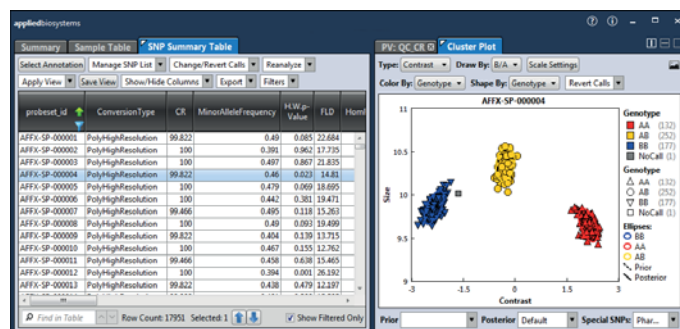 appliedbiosystems
Summary Sample Table SNP Summary Table
Select Annotation Manage SNP List Change/Revert Calls Reanalyze
Apply View Save View Show/Hide Columns Export Filters
probeset_id ConversionType CR MinorAlleleFrequency H.W.p-Value FLD
AFFX-SP-000001 PolyHighResolution 99.822 0.49 0.085 22.684
AFFX-SP-000002 PolyHighResolution 100 0.391 0.962 17.735
AFFX-SP-000003 PolyHighResolution 100 0.497 0.867 21.835
AFFX-SP-000004 PolyHighResolution 99.822 0.46 0.023 14.81
AFFX-SP-000005 PolyHighResolution 100 0.479 0.069 18.695
AFFX-SP-000006 PolyHighResolution 100 0.442 0.381 19.471
AFFX-SP-000007 PolyHighResolution 99.466 0.495 0.118 15.263
AFFX-SP-000008 PolyHighResolution 100 0.49 0.093 19.499
AFFX-SP-000009 PolyHighResolution 99.822 0.404 0.139 13.715
AFFX-SP-000010 PolyHighResolution 100 0.467 0.155 12.762
AFFX-SP-000011 PolyHighResolution 99.466 0.458 0.638 15.465
AFFX-SP-000012 PolyHighResolution 100 0.394 0.001 26.192
AFFX-SP-000013 PolyHighResolution 99.822 0.438 0.479 12.197
Find in Table Row Count: 17951 Selected: 1 Show Filtered Only
PV: QC_CR Cluster Plot
Type: Contrast Draw By: B/A Scale Settings
Color By: Genotype Shape By: Genotype Revert Calls
AFFX-SP-000004
11
10.5
10
9.5
9
Size
-3 -1.5 0 1.5 3
Contrast
Genotype
AA (132)
AB (252)
BB (177)
NoCall (1)
Genotype
AA (132)
AB (252)
BB (177)
NoCall (1)
Ellipses:
BB
AA
AB
Prior
Posterior
Prior Posterior Default Special SNPs: Phar...